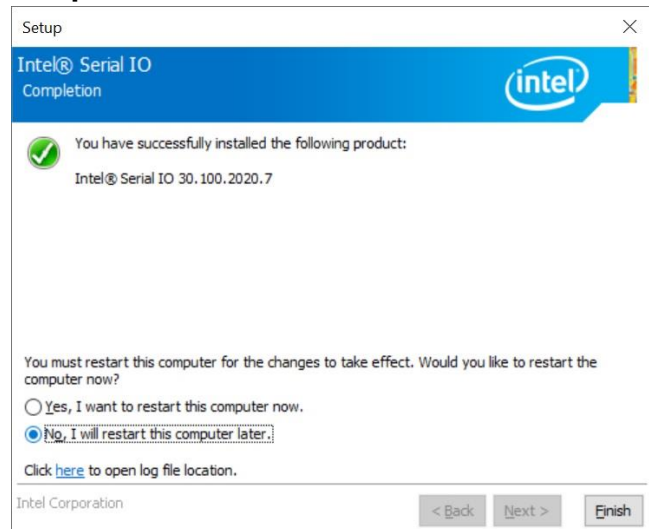 Setup
Intel® Serial IO
Completion
intel
You have successfully installed the following product:
Intel® Serial IO 30.100.2020.7
You must restart this computer for the changes to take effect. Would you like to restart the
computer now?
Yes, I want to restart this computer now.
No, I will restart this computer later.
Click here to open log file location.
Intel Corporation
< Back Next > Finish